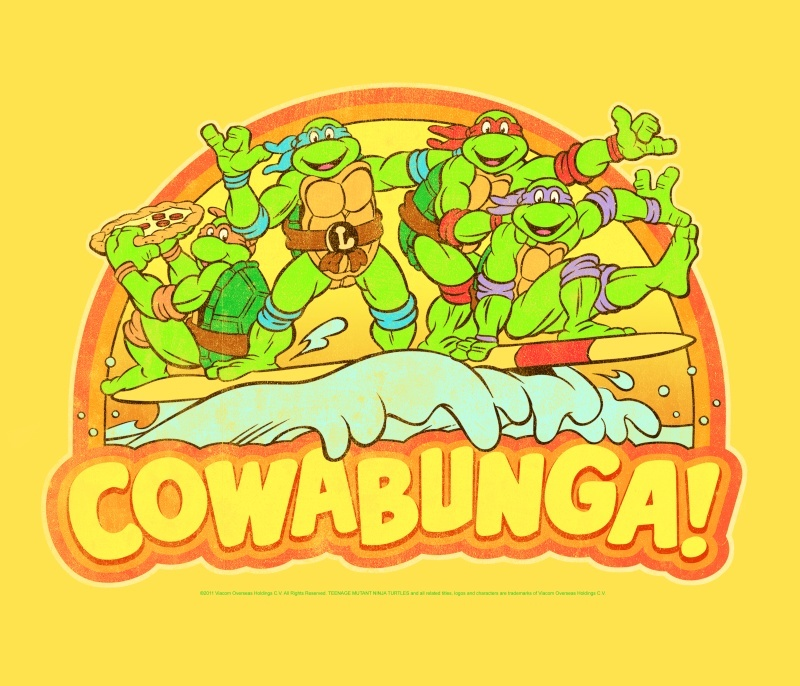 L
COWABUNGA!
©2011 Viacom Overseas Holdings C.V. All Rights Reserved. TEENAGE MUTANT NINJA TURTLES and all related titles, logos and characters are trademarks of Viacom Overseas Holdings C.V.